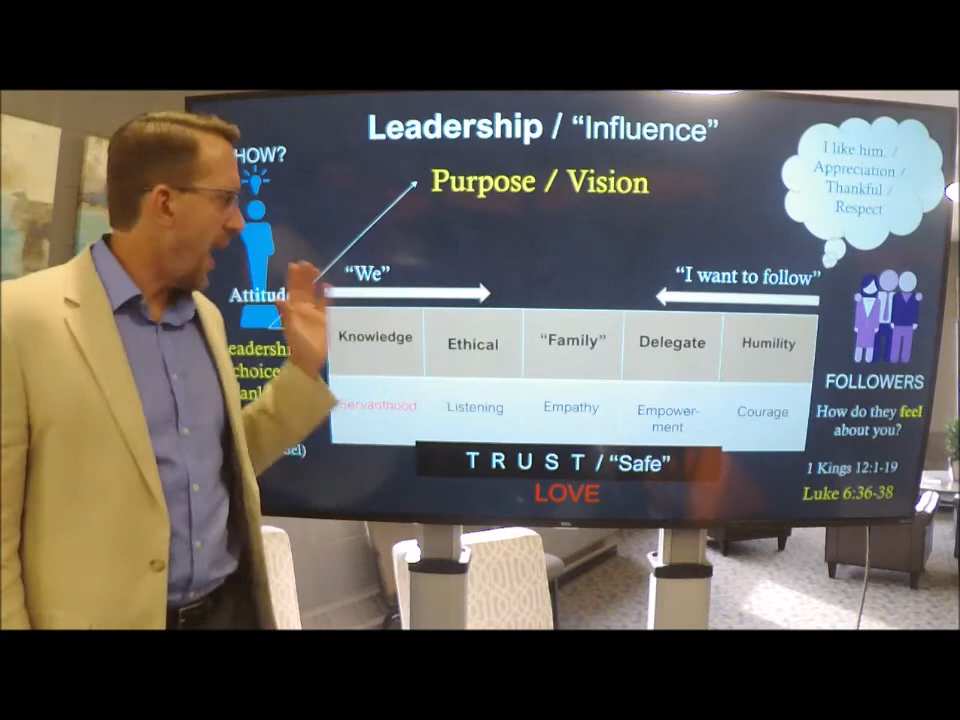 Leadership / “Influence”
HOW?
Purpose / Vision
I like him. /
Appreciation /
Thankful /
Respect
“We”
“I want to follow”
Knowledge
Ethical
“Family”
Delegate
Humility
Servanthood
Listening
Empathy
Empower-
ment
Courage
FOLLOWERS
How do they feel
about you?
T R U S T / “Safe”
LOVE
1 Kings 12:1-19
Luke 6:36-38